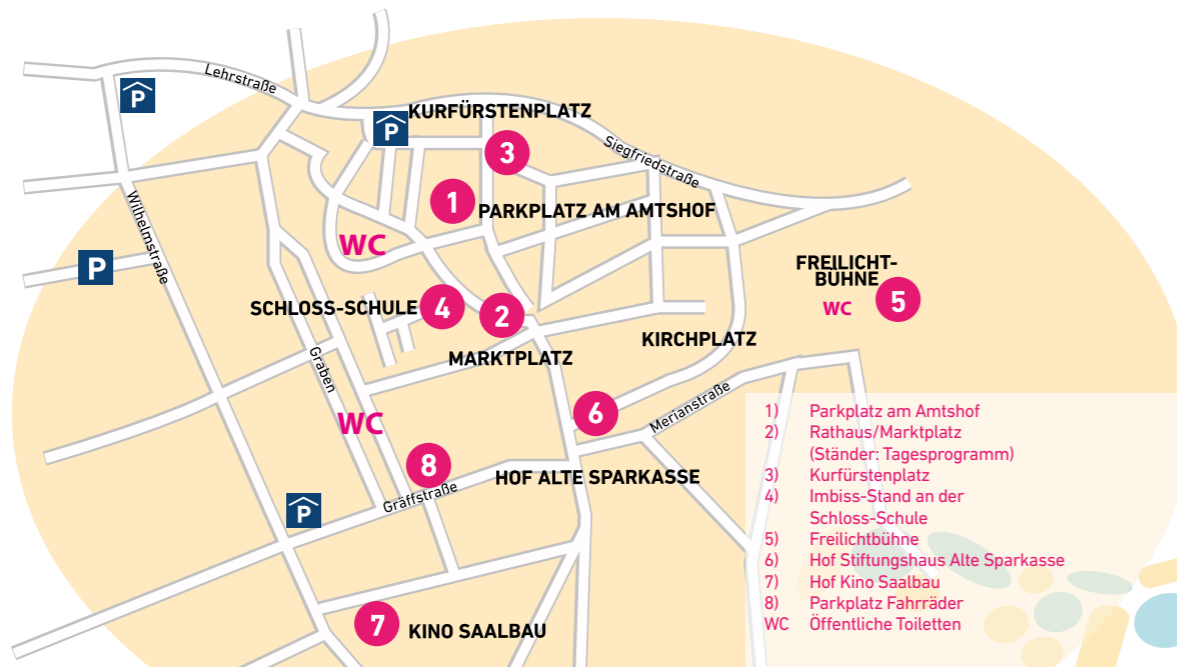 Lehrstraße
P
P
KURFÜRSTENPLATZ
3
Siegfriedstraße
1
PARKPLATZ AM AMTSHOF
Wilhelmstraße
WC
P
FREILICHT-
BÜHNE
WC
5
SCHLOSS-SCHULE
4
2
MARKTPLATZ
KIRCHPLATZ
Graben
WC
6
Merianstraße
8
HOF ALTE SPARKASSE
Gräffstraße
P
7
KINO SAALBAU
1) Parkplatz am Amtshof
2) Rathaus/Marktplatz
(Ständer: Tagesprogramm)
3) Kurfürstenplatz
4) Imbiss-Stand an der
Schloss-Schule
5) Freilichtbühne
6) Hof Stiftungshaus Alte Sparkasse
7) Hof Kino Saalbau
8) Parkplatz Fahrräder
WC Öffentliche Toiletten